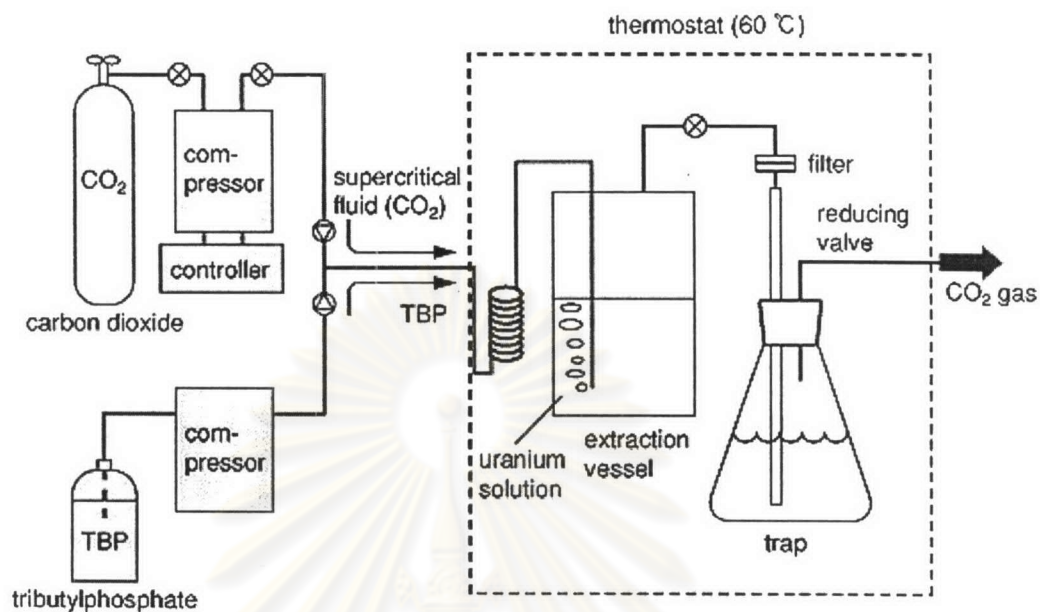 thermostat (60 ℃)
CO₂
com-
pressor
controller
carbon dioxide
supercritical
fluid (CO₂)
TBP
com-
pressor
TBP
tributylphosphate
uranium
solution
extraction
vessel
filter
reducing
valve
CO₂ gas
trap